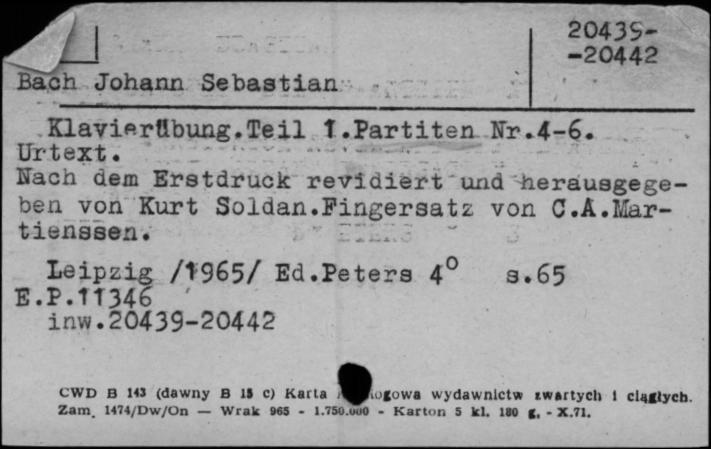 20439-
-20442
Bach Johann Sebastian
Klavierübung.Teil 1.Partiten Nr.4-6.
Urtext.
Nach dem Erstdruck revidiert und herausgege-
ben von Kurt Soldan.Fingersatz von C.A.Mar-
tienssen.
Leipzig /1965/ Ed.Peters 4° s.65
E.P.11346
inw.20439-20442
CWD B 143 (dawny B 15 c) Karta wydawnictw zwartych i ciągłych.
Zam. 1474/Dw/On — Wrak 965 - 1.750.000 - Karton 5 kl. 180 g. - X.71.